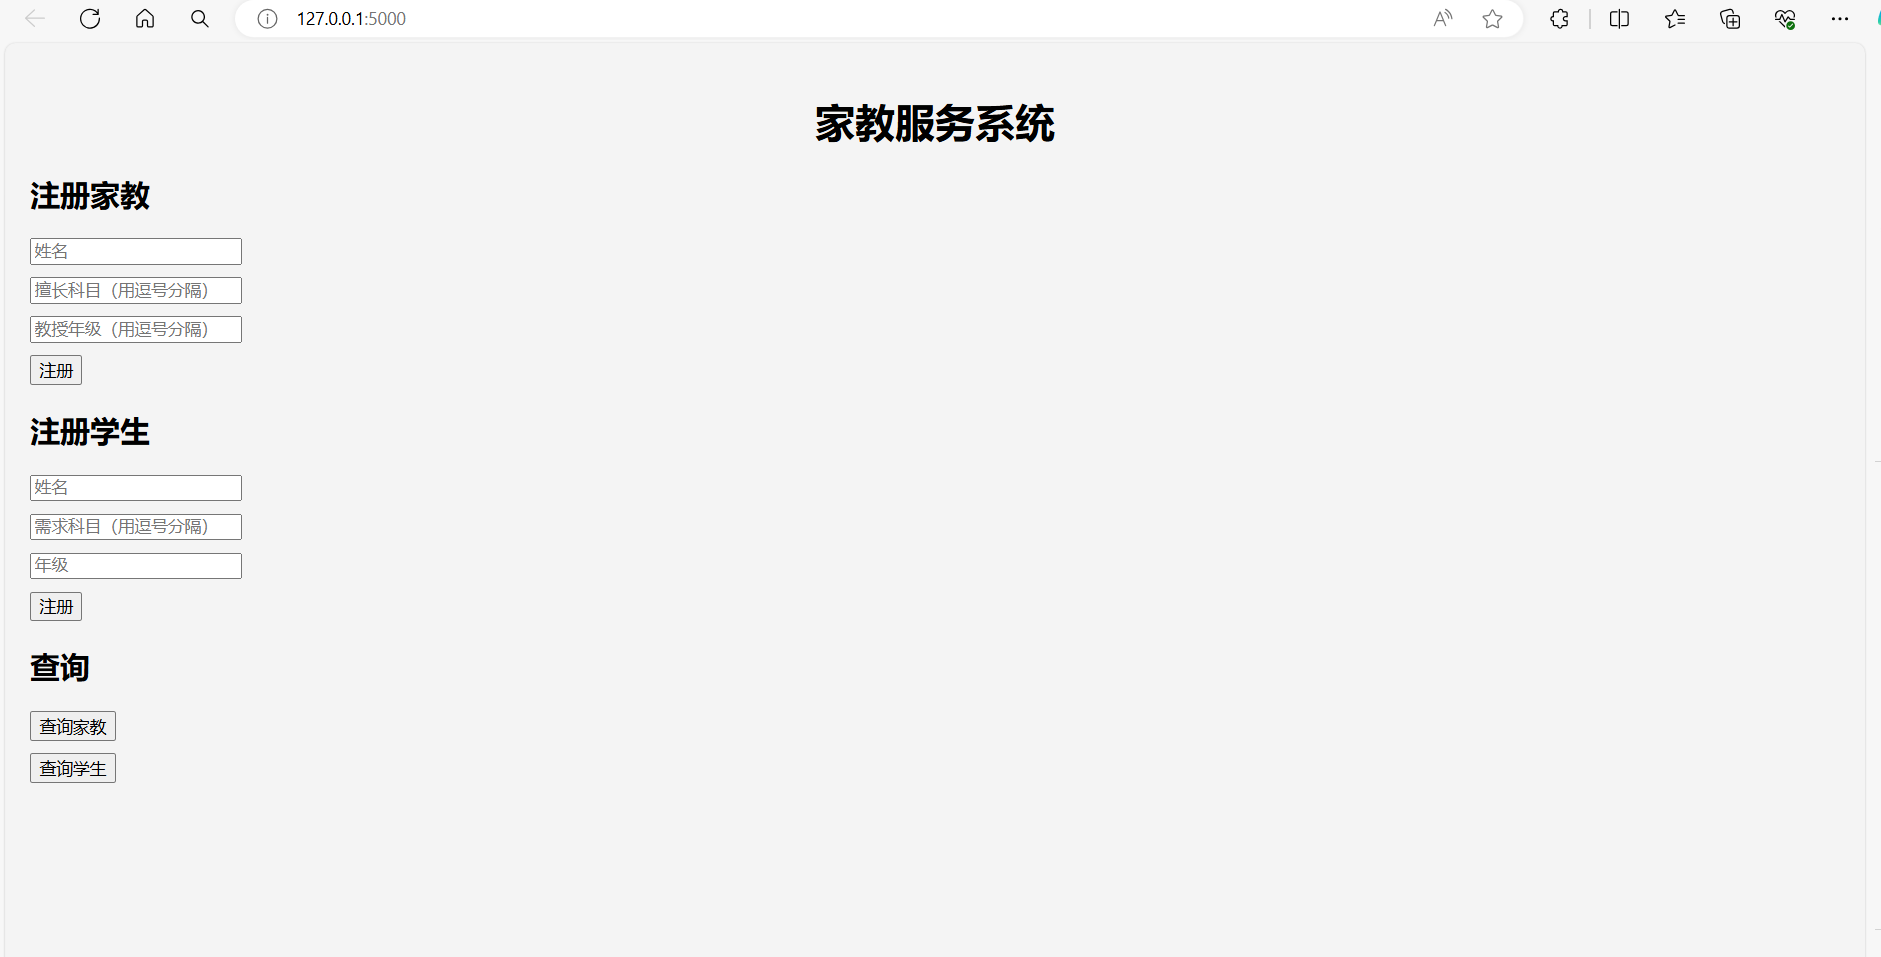 127.0.0.1:5000
家教服务系统
注册家教
姓名
擅长科目（用逗号分隔）
教授年级（用逗号分隔）
注册
注册学生
姓名
需求科目（用逗号分隔）
年级
注册
查询
查询家教
查询学生